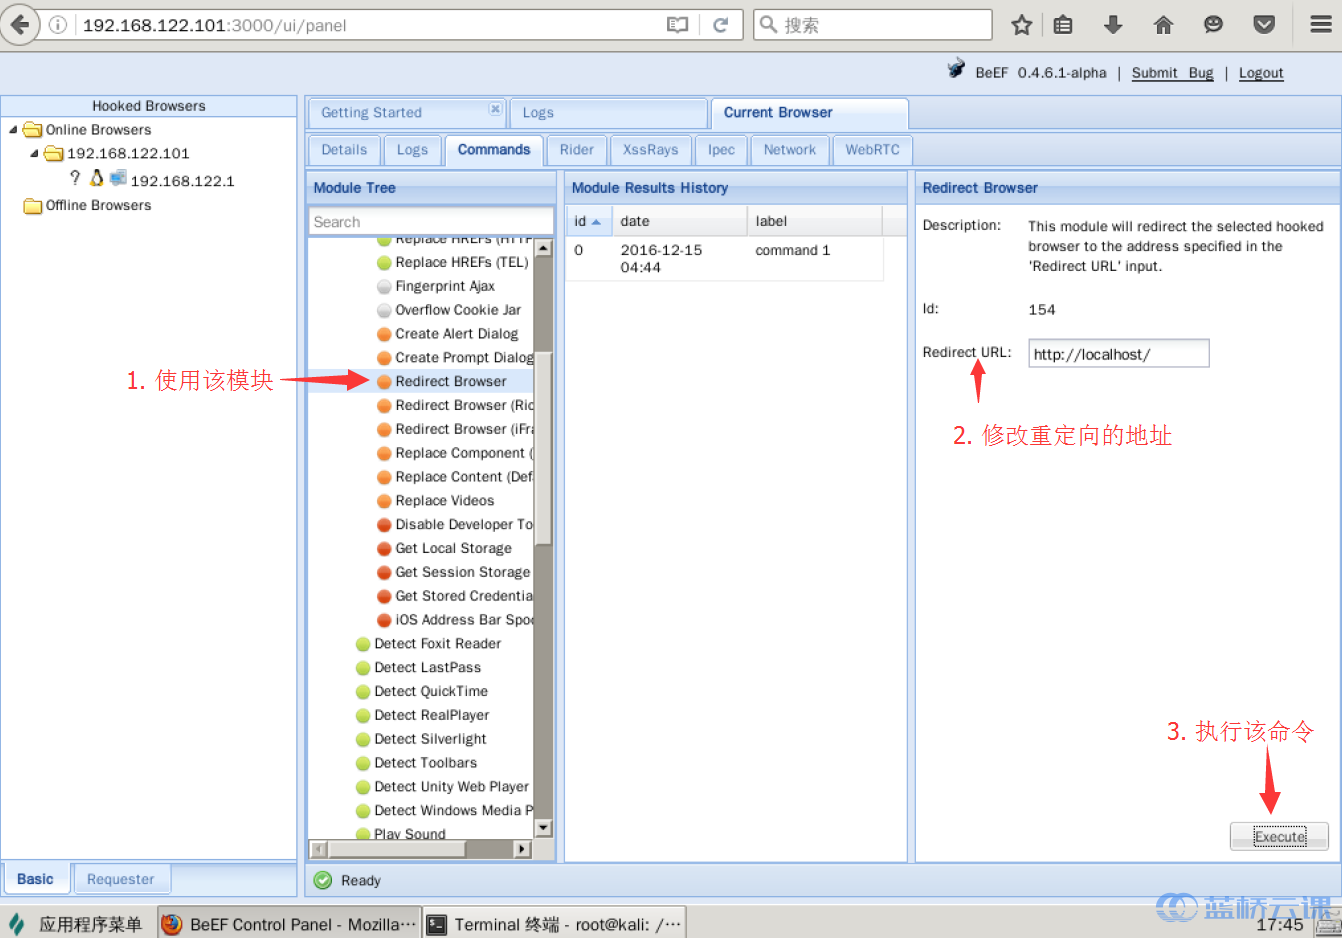 192.168.122.101:3000/ui/panel
搜索
BeEF 0.4.6.1-alpha | Submit Bug | Logout
Hooked Browsers
Online Browsers
192.168.122.101
? 192.168.122.1
Offline Browsers
Getting Started
Logs
Current Browser
Details
Logs
Commands
Rider
XssRays
Ipec
Network
WebRTC
Module Tree
Search
Replace HREFs (HTTP
Replace HREFs (TEL)
Fingerprint Ajax
Overflow Cookie Jar
Create Alert Dialog
Create Prompt Dialog
Redirect Browser
Redirect Browser (Ric
Redirect Browser (iFra
Replace Component (
Replace Content (Def
Replace Videos
Disable Developer To
Get Local Storage
Get Session Storage
Get Stored Credentia
iOS Address Bar Spoo
Detect Foxit Reader
Detect LastPass
Detect QuickTime
Detect RealPlayer
Detect Silverlight
Detect Toolbars
Detect Unity Web Player
Detect Windows Media P
Play Sound
1. 使用该模块
Module Results History
id date label
0 2016-12-15 command 1
04:44
Redirect Browser
Description: This module will redirect the selected hooked
browser to the address specified in the
'Redirect URL' input.
Id: 154
Redirect URL: http://localhost/
2. 修改重定向的地址
3. 执行该命令
Execute
Basic
Requester
Ready
应用程序菜单
BeEF Control Panel - Mozilla…
Terminal 终端 - root@kali: /…
蓝桥云课
17:45